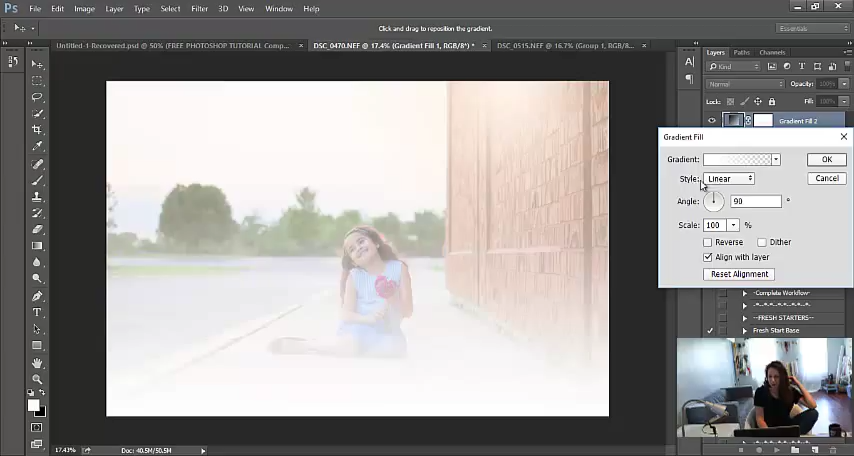 Ps File Edit Image Layer Type Select Filter 3D View Window Help
Click and drag to reposition the gradient.
Essentials
Untitled-1-Recovered.psd @ 50% (FREE PHOTOSHOP TUTORIAL Com... × DSC_0470.NEF @ 17.4% (Gradient Fill 1, RGB/8*) * × DSC_0515.NEF @ 16.7% (Group 1, RGB/8... ×
Layers Paths Channels
Kind
Normal Opacity: 100%
Lock: Fill: 100%
Gradient Fill 2
Gradient Fill
Gradient: OK
Style: Linear Cancel
Angle: 90 °
Scale: 100 %
Reverse Dither
Align with layer
Reset Alignment
-Complete Workflow-
--FRESH STARTERS--
Fresh Start Base
17.43% Doc: 40.5M/50.5M